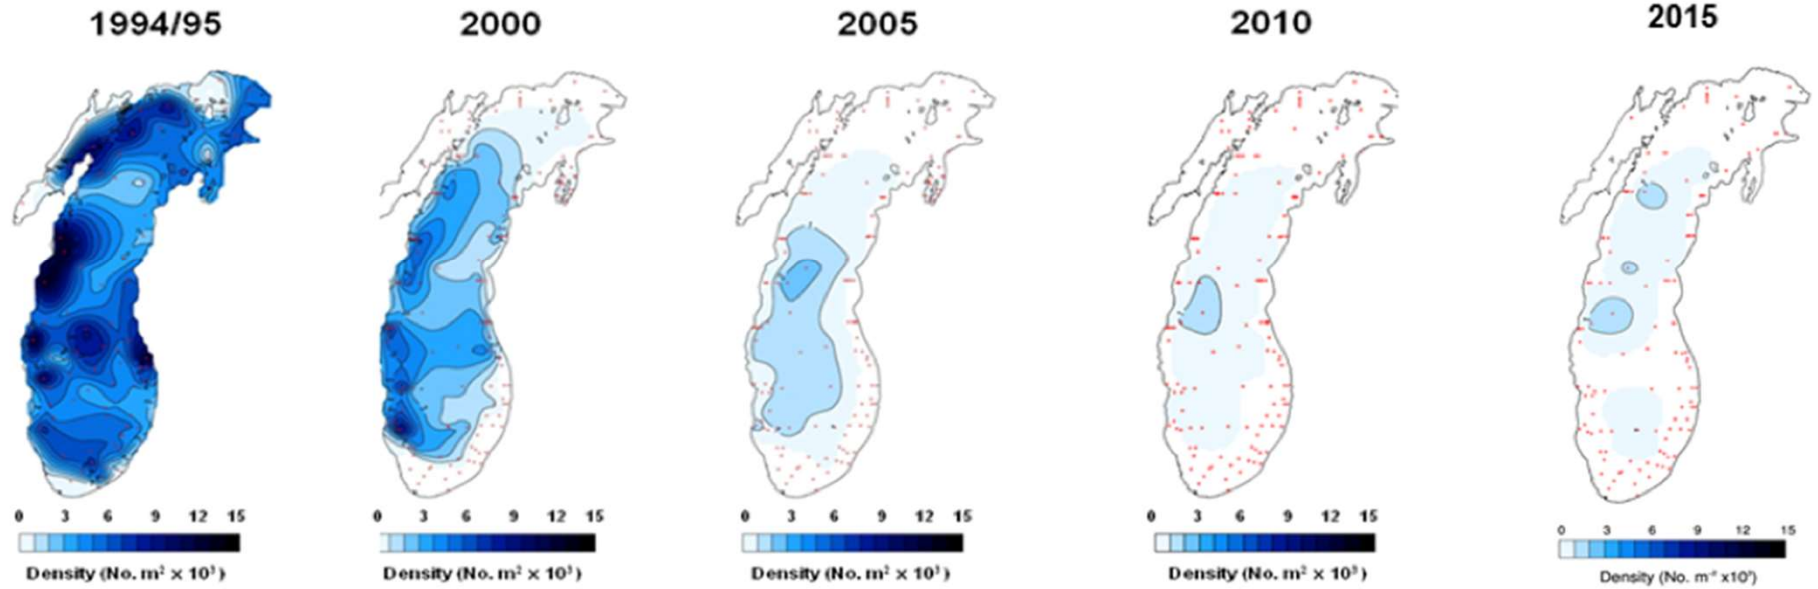 1994/95 2000 2005 2010 2015
0 3 6 9 12 15 0 3 6 9 12 15 0 3 6 9 12 15 0 3 6 9 12 15 0 3 6 9 12 15
Density (No. m² × 10³) Density (No. m² × 10³) Density (No. m² × 10³) Density (No. m² × 10³) Density (No. m⁻² x10³)